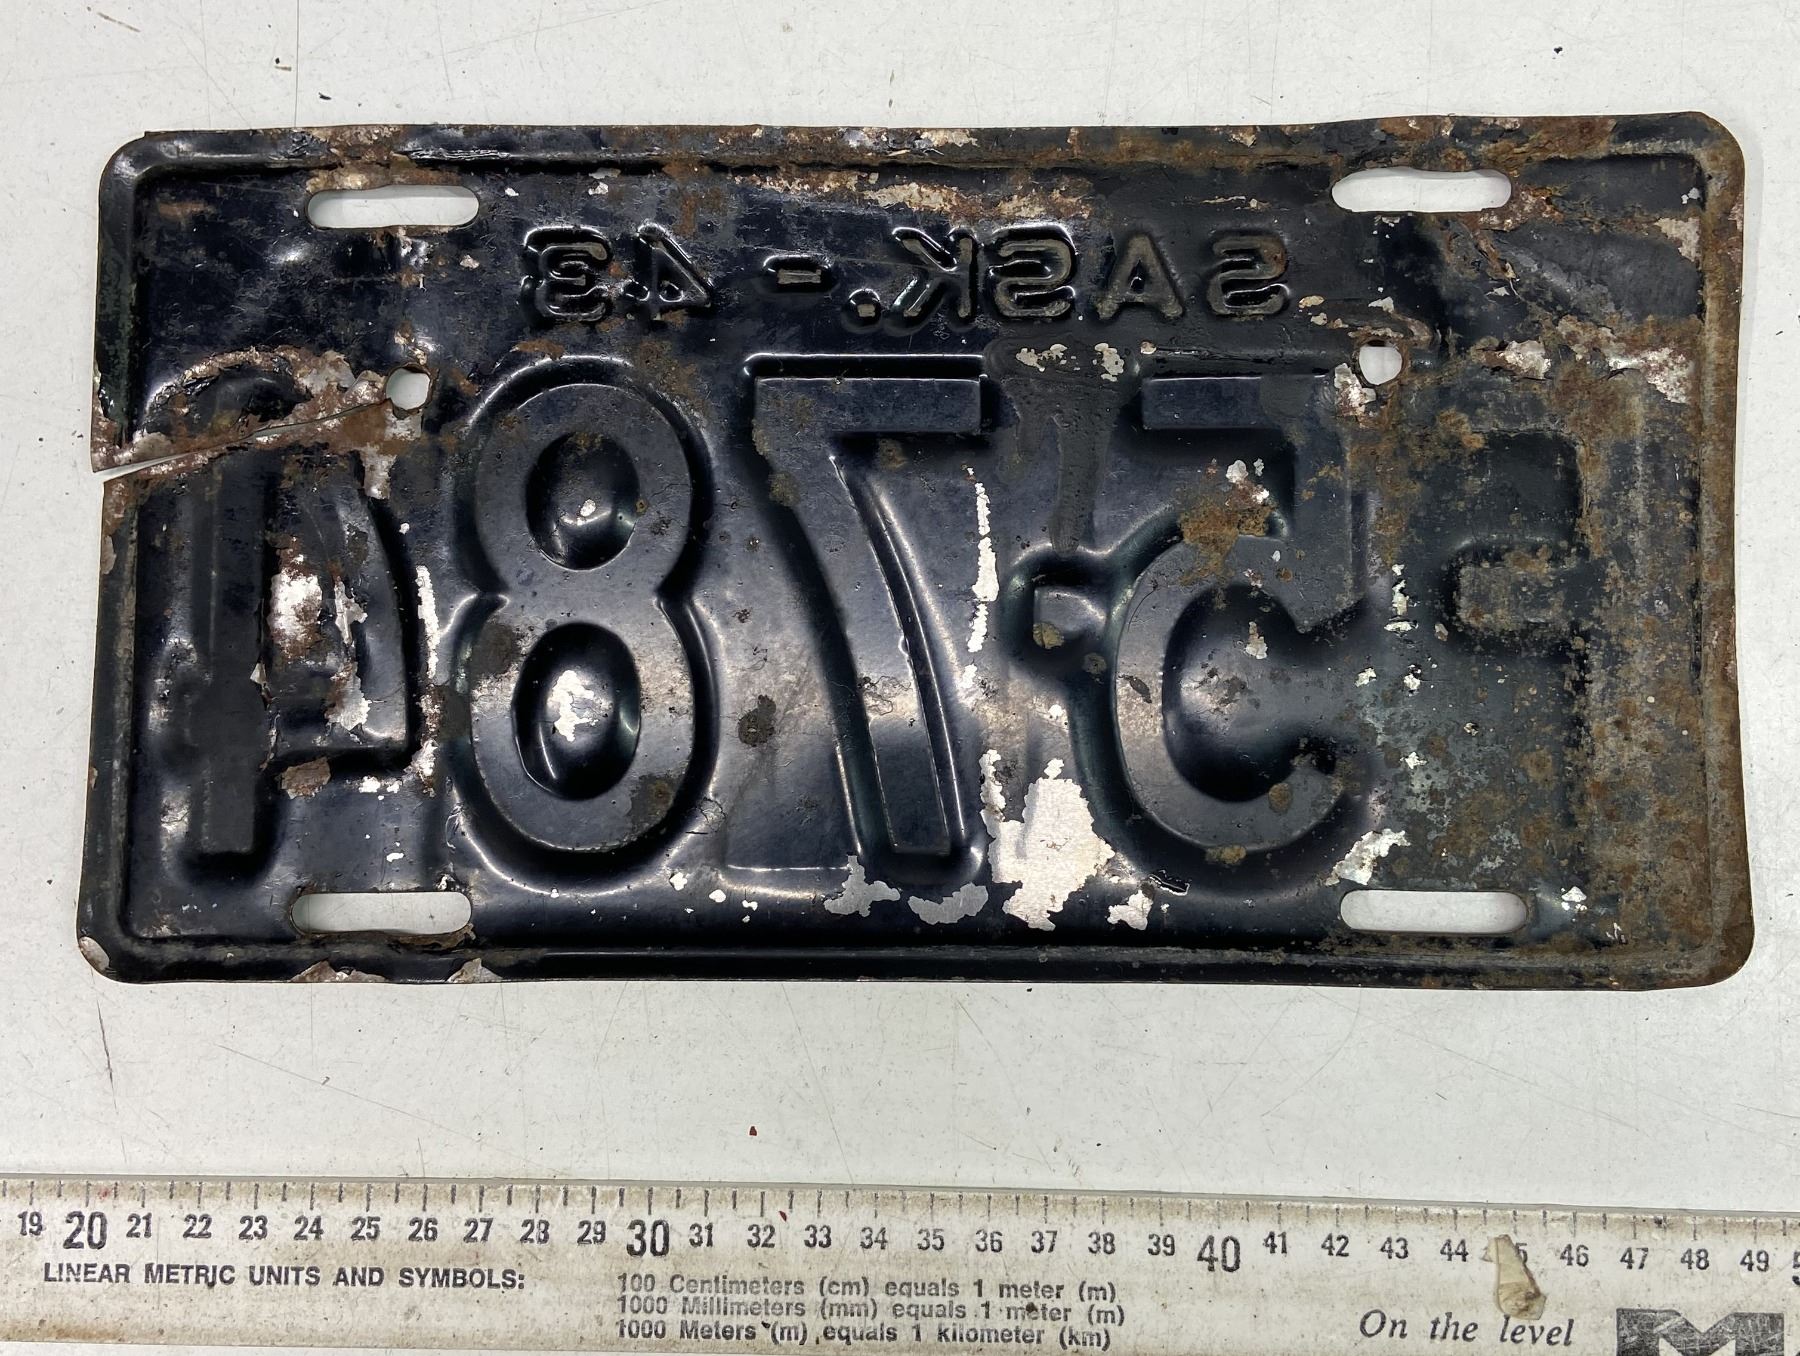 SASK. - 43
F5-784
19 20 21 22 23 24 25 26 27 28 29 30 31 32 33 34 35 36 37 38 39 40 41 42 43 44 45 46 47 48 49
LINEAR METRIC UNITS AND SYMBOLS:
100 Centimeters (cm) equals 1 meter (m)
1000 Millimeters (mm) equals 1 meter (m)
1000 Meters (m) equals 1 kilometer (km)
On the level